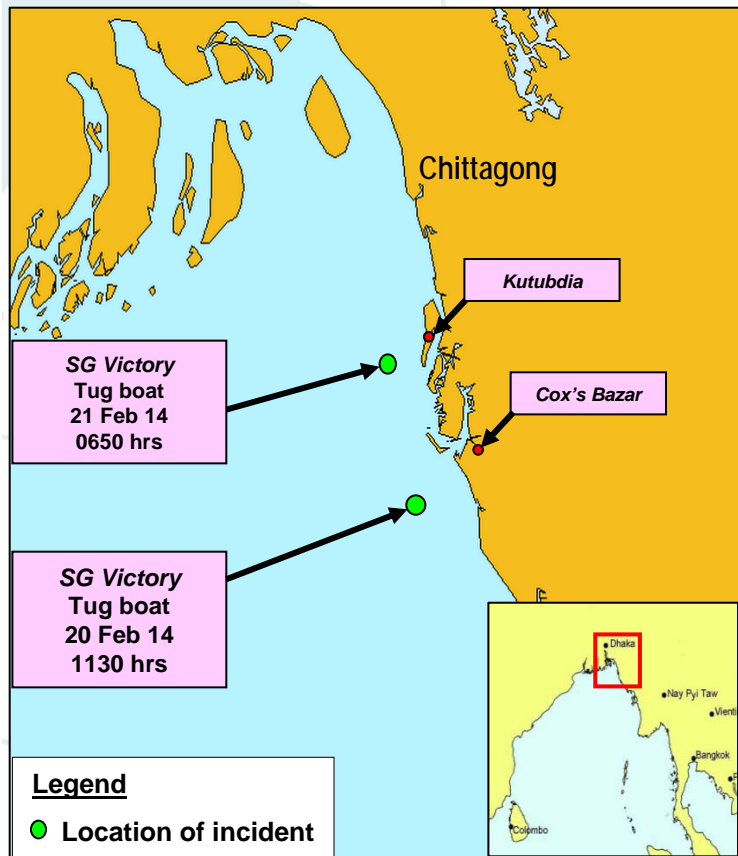 Chittagong
Kutubdia
SG Victory
Tug boat
21 Feb 14
0650 hrs
Cox's Bazar
SG Victory
Tug boat
20 Feb 14
1130 hrs
Dhaka
Nay Pyi Taw
Vienti
Bangkok
Colombo
Legend
Location of incident